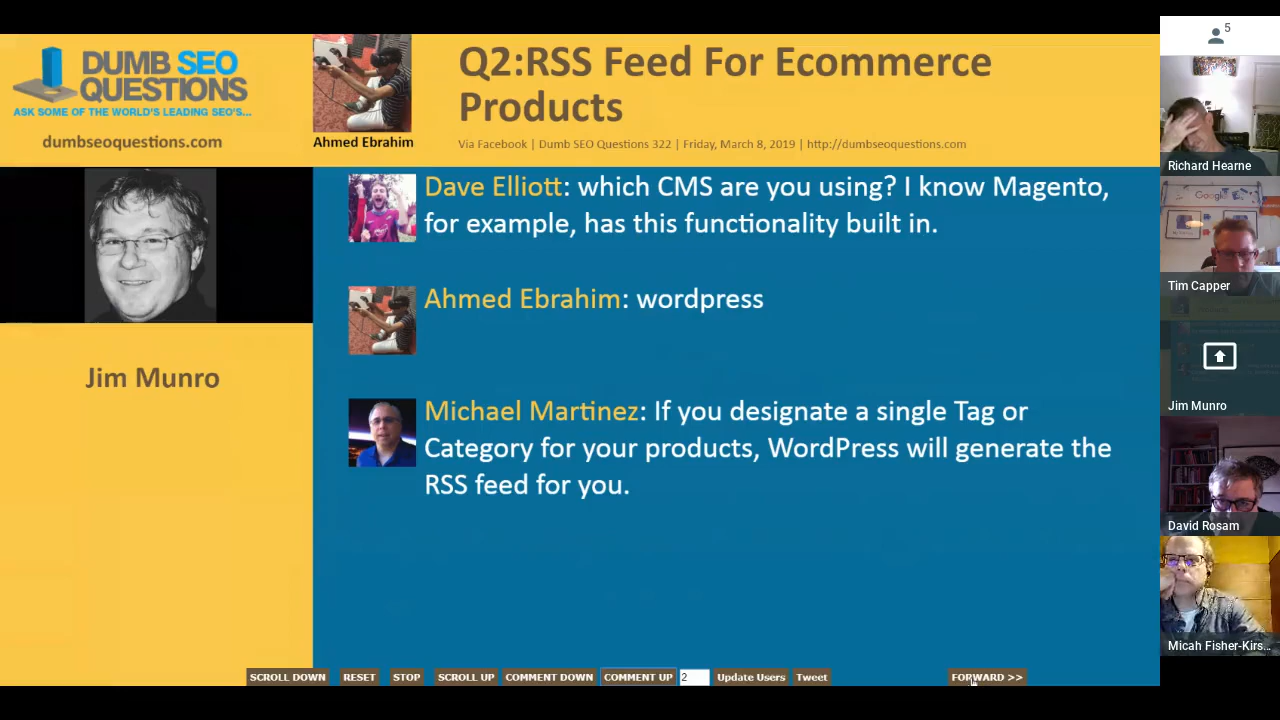 DUMB SEO
QUESTIONS
ASK SOME OF THE WORLD'S LEADING SEO'S...
dumbseoquestions.com
Ahmed Ebrahim
Q2:RSS Feed For Ecommerce
Products
Via Facebook | Dumb SEO Questions 322 | Friday, March 8, 2019 | http://dumbseoquestions.com
Jim Munro
Dave Elliott: which CMS are you using? I know Magento,
for example, has this functionality built in.
Ahmed Ebrahim: wordpress
Michael Martinez: If you designate a single Tag or
Category for your products, WordPress will generate the
RSS feed for you.
SCROLL DOWN RESET STOP SCROLL UP COMMENT DOWN COMMENT UP 2 Update Users Tweet FORWARD >>
5
Richard Hearne
Google
Tim Capper
Jim Munro
David Rosam
Micah Fisher-Kirs...